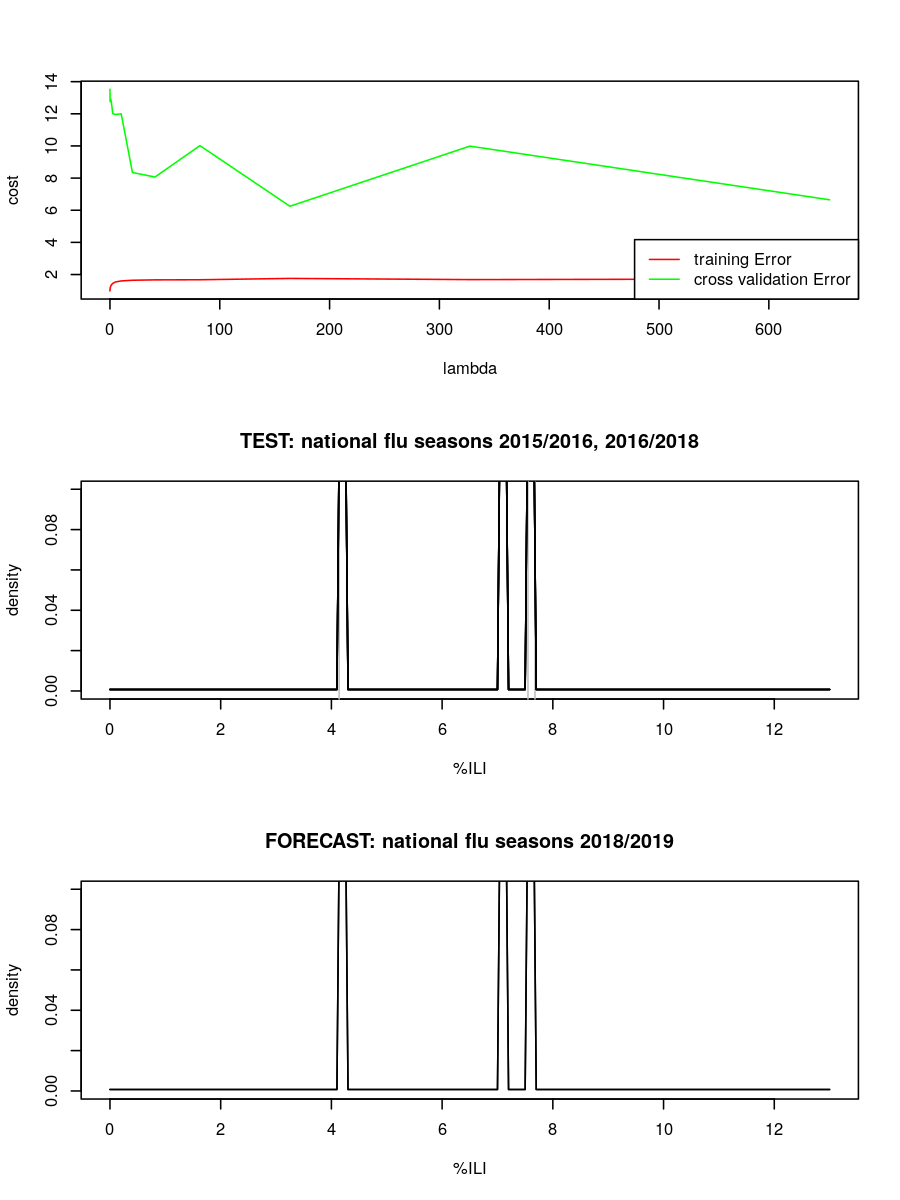 14
12
10
8
6
4
2
cost
training Error
cross validation Error
0 100 200 300 400 500 600
lambda
TEST: national flu seasons 2015/2016, 2016/2018
0.08
0.04
0.00
density
0 2 4 6 8 10 12
%ILI
FORECAST: national flu seasons 2018/2019
0.08
0.04
0.00
density
0 2 4 6 8 10 12
%ILI